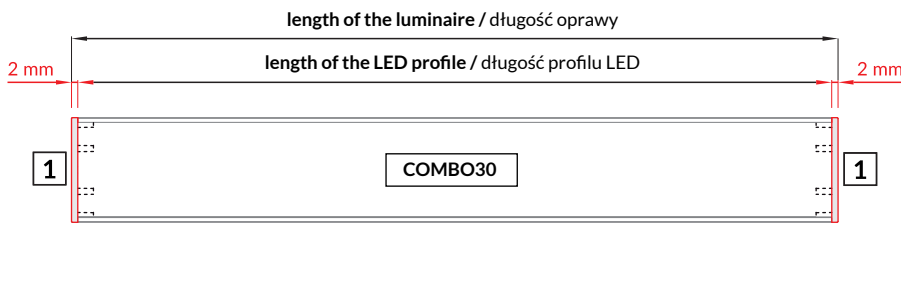 length of the luminaire / długość oprawy
length of the LED profile / długość profilu LED
2 mm
2 mm
1
COMBO30
1